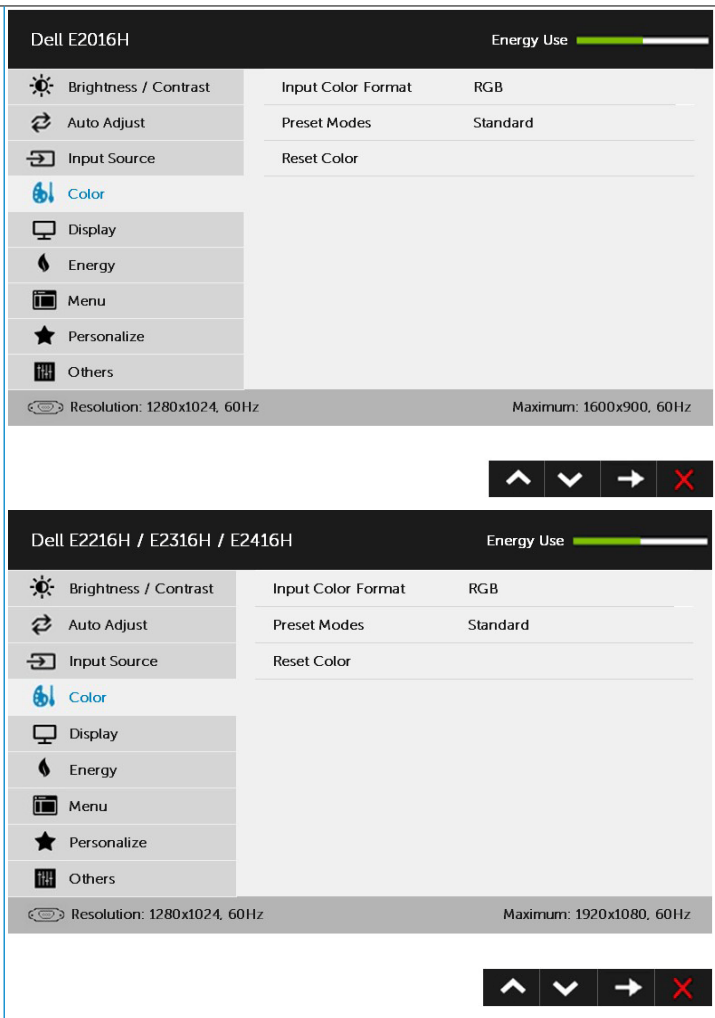 Dell E2016H Energy Use
Brightness / Contrast Input Color Format RGB
Auto Adjust Preset Modes Standard
Input Source Reset Color
Color
Display
Energy
Menu
Personalize
Others
Resolution: 1280x1024, 60Hz Maximum: 1600x900, 60Hz
Dell E2216H / E2316H / E2416H Energy Use
Brightness / Contrast Input Color Format RGB
Auto Adjust Preset Modes Standard
Input Source Reset Color
Color
Display
Energy
Menu
Personalize
Others
Resolution: 1280x1024, 60Hz Maximum: 1920x1080, 60Hz